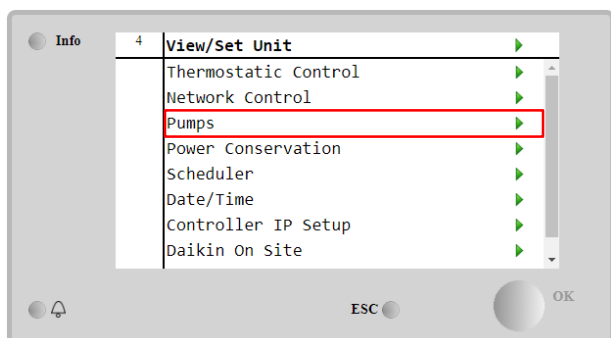 Info
4 View/Set Unit
Thermostatic Control
Network Control
Pumps
Power Conservation
Scheduler
Date/Time
Controller IP Setup
Daikin On Site
ESC
OK